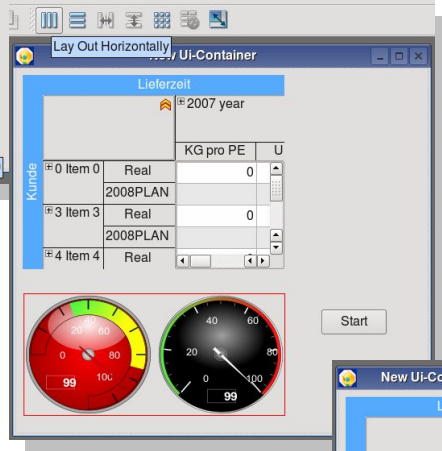 Lay Out Horizontally
Ui-Container
Lieferzeit
2007 year
KG pro PE U
Kunde
0 Item 0 Real 0
2008PLAN
3 Item 3 Real 0
2008PLAN
4 Item 4 Real
20 40 60
0 80
100
99
40 60
20 80
0 100
99
Start
New Ui-Co
L